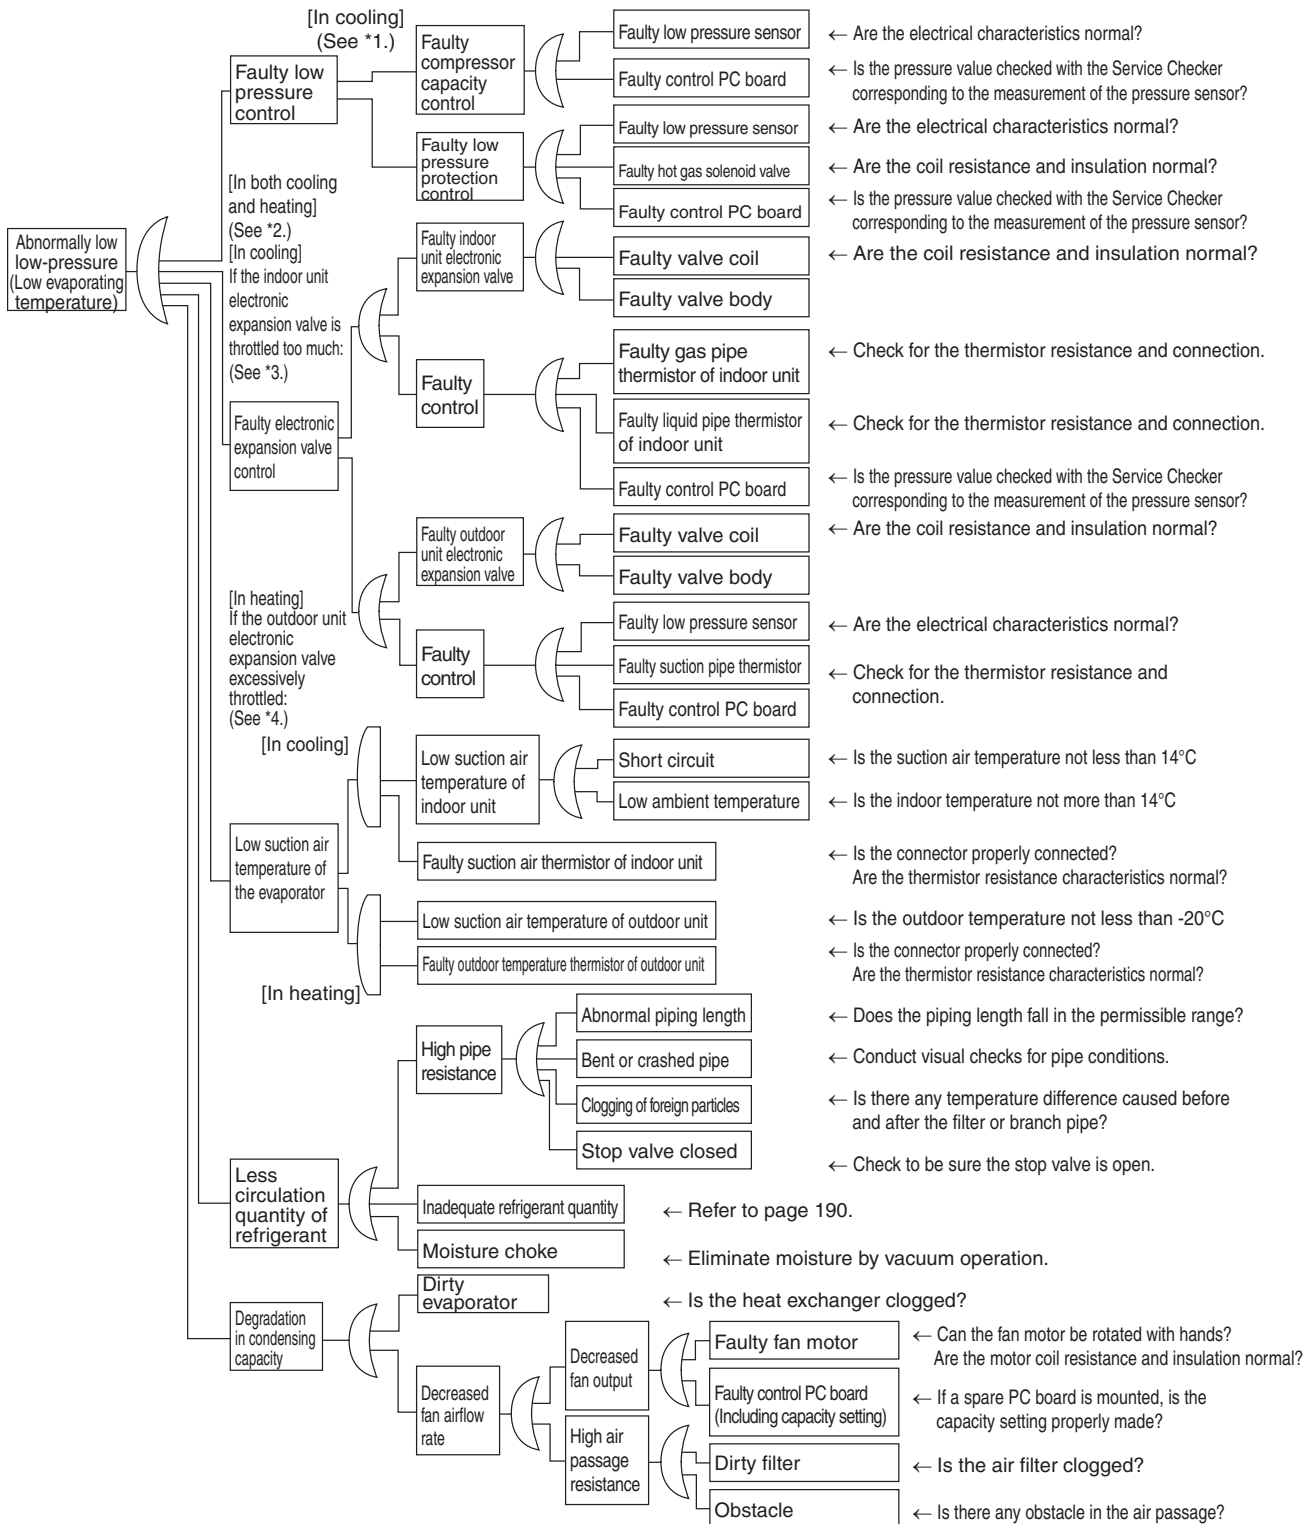 [In cooling]
(See *1.)
Faulty low
pressure
control
Faulty
compressor
capacity
control
Faulty low pressure sensor
← Are the electrical characteristics normal?
Faulty control PC board
← Is the pressure value checked with the Service Checker
corresponding to the measurement of the pressure sensor?
Faulty low
pressure
protection
control
Faulty low pressure sensor
← Are the electrical characteristics normal?
Faulty hot gas solenoid valve
← Are the coil resistance and insulation normal?
Faulty control PC board
← Is the pressure value checked with the Service Checker
corresponding to the measurement of the pressure sensor?
Abnormally low
low-pressure
(Low evaporating
temperature)
[In both cooling
and heating]
(See *2.)
[In cooling]
If the indoor unit
electronic
expansion valve is
throttled too much:
(See *3.)
Faulty electronic
expansion valve
control
Faulty indoor
unit electronic
expansion valve
Faulty valve coil
← Are the coil resistance and insulation normal?
Faulty valve body
Faulty
control
Faulty gas pipe
thermistor of indoor unit
← Check for the thermistor resistance and connection.
Faulty liquid pipe thermistor
of indoor unit
← Check for the thermistor resistance and connection.
Faulty control PC board
← Is the pressure value checked with the Service Checker
corresponding to the measurement of the pressure sensor?
[In heating]
If the outdoor unit
electronic
expansion valve
excessively
throttled:
(See *4.)
Faulty outdoor
unit electronic
expansion valve
Faulty valve coil
← Are the coil resistance and insulation normal?
Faulty valve body
Faulty
control
Faulty low pressure sensor
← Are the electrical characteristics normal?
Faulty suction pipe thermistor
← Check for the thermistor resistance and
connection.
Faulty control PC board
[In cooling]
Low suction air
temperature of
the evaporator
Low suction air
temperature of
indoor unit
Short circuit
← Is the suction air temperature not less than 14°C
Low ambient temperature
← Is the indoor temperature not more than 14°C
Faulty suction air thermistor of indoor unit
← Is the connector properly connected?
Are the thermistor resistance characteristics normal?
Low suction air temperature of outdoor unit
← Is the outdoor temperature not less than -20°C
Faulty outdoor temperature thermistor of outdoor unit
← Is the connector properly connected?
Are the thermistor resistance characteristics normal?
[In heating]
Less
circulation
quantity of
refrigerant
High pipe
resistance
Abnormal piping length
← Does the piping length fall in the permissible range?
Bent or crashed pipe
← Conduct visual checks for pipe conditions.
Clogging of foreign particles
← Is there any temperature difference caused before
and after the filter or branch pipe?
Stop valve closed
← Check to be sure the stop valve is open.
Inadequate refrigerant quantity
← Refer to page 190.
Moisture choke
← Eliminate moisture by vacuum operation.
Degradation
in condensing
capacity
Dirty
evaporator
← Is the heat exchanger clogged?
Decreased
fan airflow
rate
Decreased
fan output
Faulty fan motor
← Can the fan motor be rotated with hands?
Are the motor coil resistance and insulation normal?
Faulty control PC board
(Including capacity setting)
← If a spare PC board is mounted, is the
capacity setting properly made?
High air
passage
resistance
Dirty filter
← Is the air filter clogged?
Obstacle
← Is there any obstacle in the air passage?